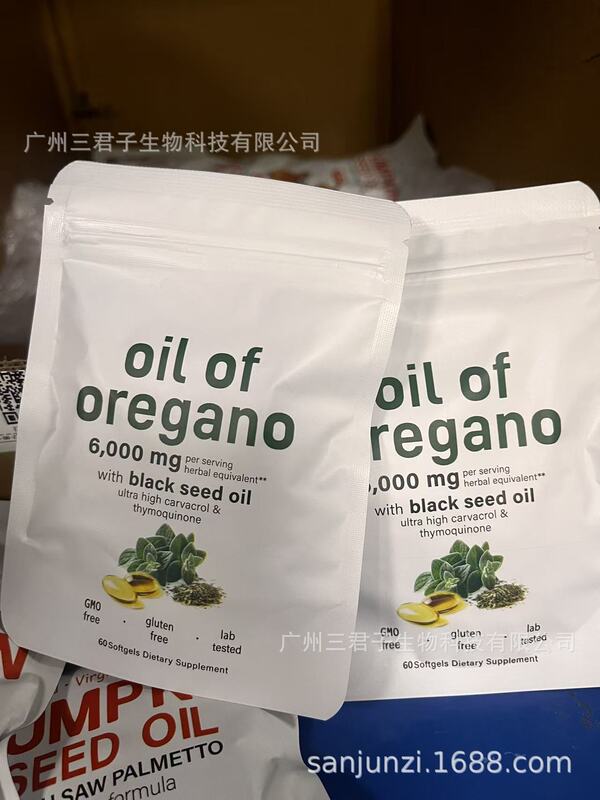 广州三君子生物科技有限公司
oil of
oregano
6,000 mg per serving
herbal equivalent**
with black seed oil
ultra high carvacrol &
thymoquinone
GMO free · gluten free · lab tested
60 Softgels Dietary Supplement
oil of
regano
,000 mg per serving
herbal equivalent**
with black seed oil
ultra high carvacrol &
thymoquinone
GMO free · gluten free · lab tested
60 Softgels Dietary Supplement
广州三君子生物科技有限公司
UMPK
SEED OIL
SAW PALMETTO
formula
sanjunzi.1688.com